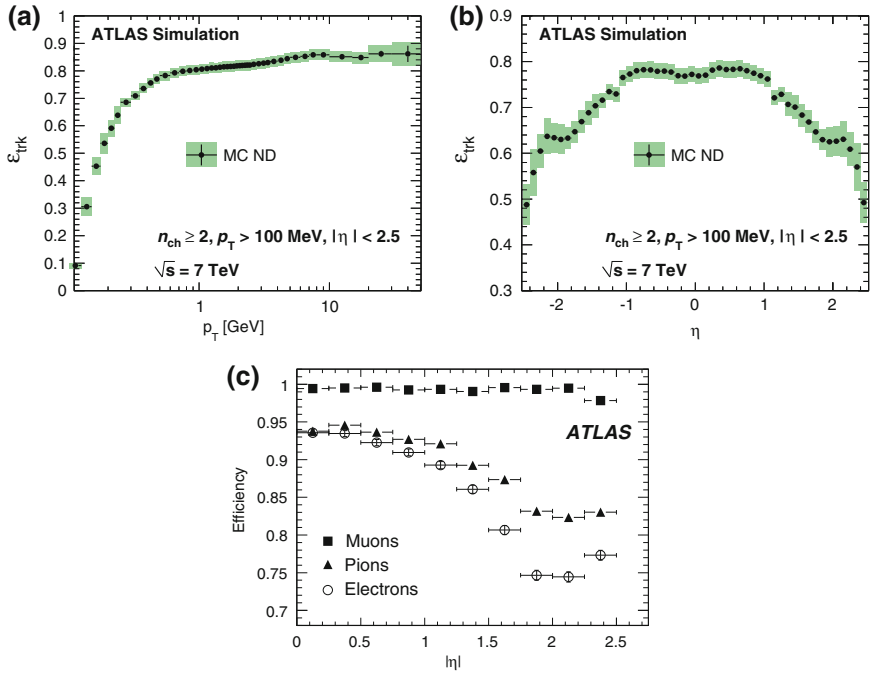 (a)
ATLAS Simulation
ε_trk
1
0.9
0.8
0.7
0.6
0.5
0.4
0.3
0.2
0.1
0
MC ND
n_ch ≥ 2, p_T > 100 MeV, |η| < 2.5
√s = 7 TeV
1 10
p_T [GeV]
(b)
ATLAS Simulation
ε_trk
0.8
0.7
0.6
0.5
0.4
0.3
MC ND
n_ch ≥ 2, p_T > 100 MeV, |η| < 2.5
√s = 7 TeV
-2 -1 0 1 2
η
(c)
Efficiency
1
0.95
0.9
0.85
0.8
0.75
0.7
ATLAS
Muons
Pions
Electrons
0 0.5 1 1.5 2 2.5
|η|